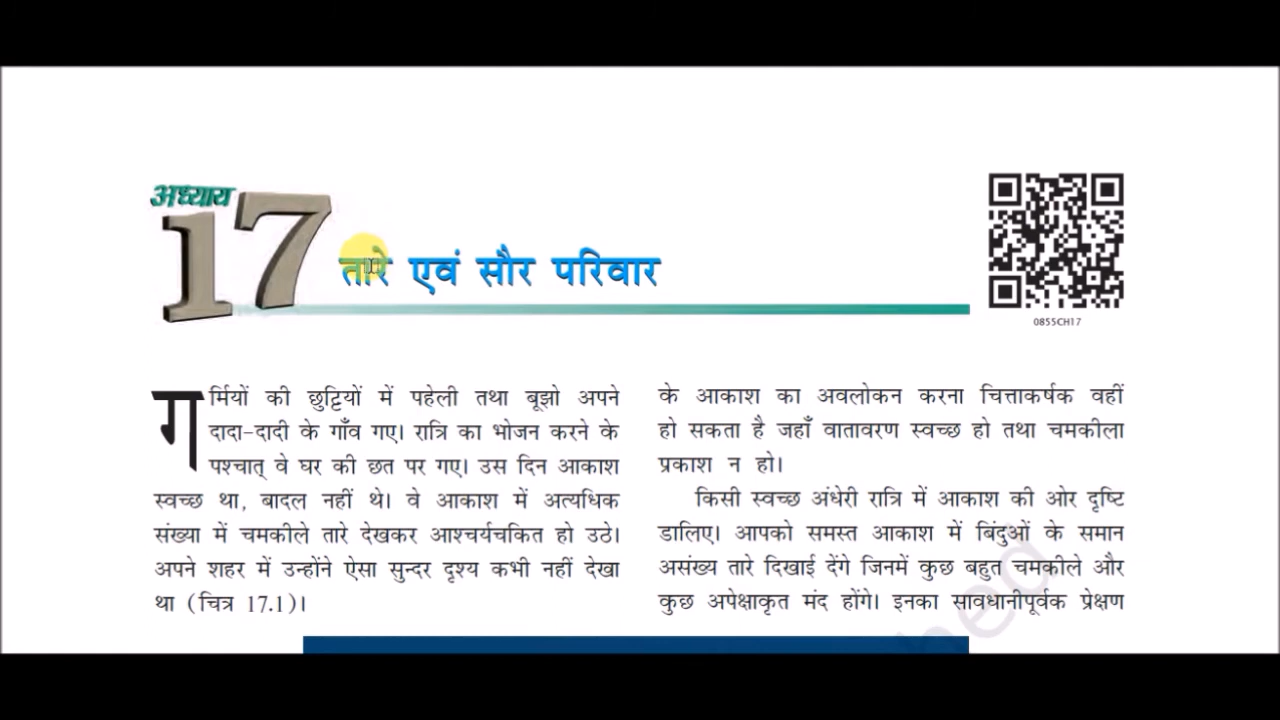 अध्याय
17
तारे एवं सौर परिवार
0855CH17
गर्मियों की छुट्टियों में पहेली तथा बूझो अपने
दादा-दादी के गाँव गए। रात्रि का भोजन करने के
पश्चात् वे घर की छत पर गए। उस दिन आकाश
स्वच्छ था, बादल नहीं थे। वे आकाश में अत्यधिक
संख्या में चमकीले तारे देखकर आश्चर्यचकित हो उठे।
अपने शहर में उन्होंने ऐसा सुन्दर दृश्य कभी नहीं देखा
था (चित्र 17.1)।
के आकाश का अवलोकन करना चित्ताकर्षक वहीं
हो सकता है जहाँ वातावरण स्वच्छ हो तथा चमकीला
प्रकाश न हो।
किसी स्वच्छ अंधेरी रात्रि में आकाश की ओर दृष्टि
डालिए। आपको समस्त आकाश में बिंदुओं के समान
असंख्य तारे दिखाई देंगे जिनमें कुछ बहुत चमकीले और
कुछ अपेक्षाकृत मंद होंगे। इनका सावधानीपूर्वक प्रेक्षण